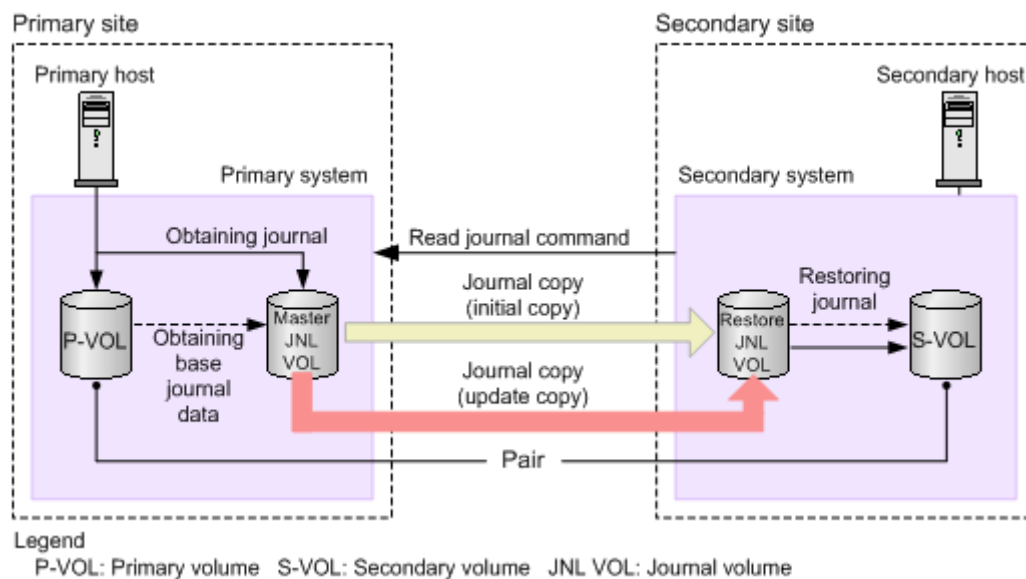 Primary site
Secondary site
Primary host
Secondary host
Primary system
Secondary system
Obtaining journal
Read journal command
Journal copy
(initial copy)
Restoring
journal
P-VOL
Master
JNL
VOL
Restore
JNL
VOL
S-VOL
Obtaining
base
journal
data
Journal copy
(update copy)
Pair
Legend
P-VOL: Primary volume S-VOL: Secondary volume JNL VOL: Journal volume